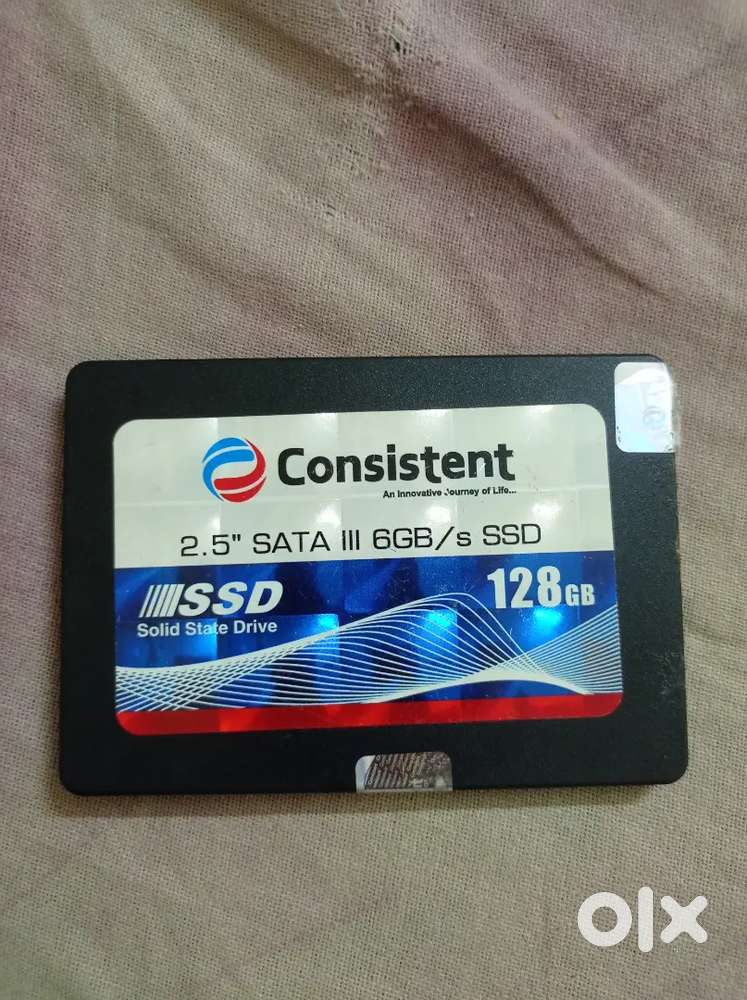 Consistent
An Innovative Journey of Life...
2.5" SATA III 6GB/s SSD
SSD
128GB
Solid State Drive
olx